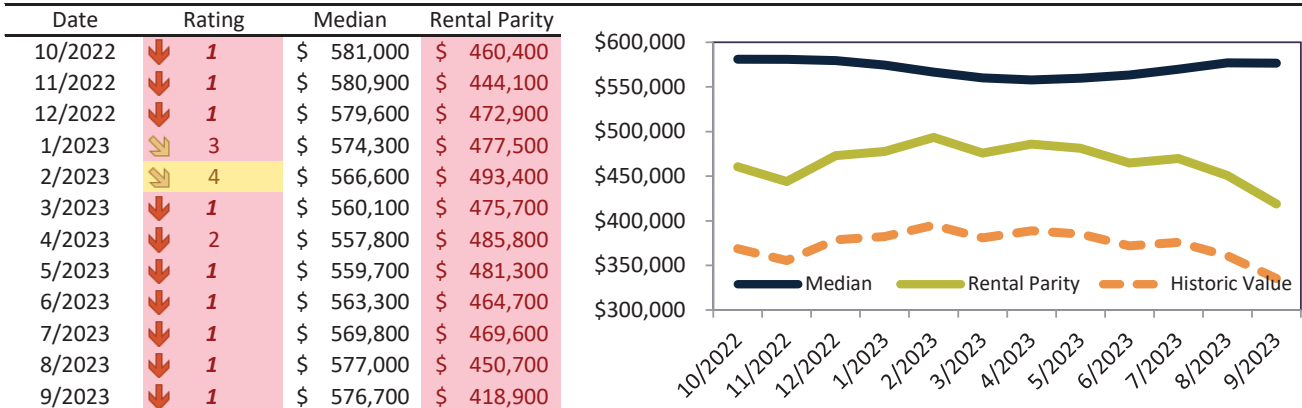 Date Rating Median Rental Parity
10/2022 1 $ 581,000 $ 460,400
11/2022 1 $ 580,900 $ 444,100
12/2022 1 $ 579,600 $ 472,900
1/2023 3 $ 574,300 $ 477,500
2/2023 4 $ 566,600 $ 493,400
3/2023 1 $ 560,100 $ 475,700
4/2023 2 $ 557,800 $ 485,800
5/2023 1 $ 559,700 $ 481,300
6/2023 1 $ 563,300 $ 464,700
7/2023 1 $ 569,800 $ 469,600
8/2023 1 $ 577,000 $ 450,700
9/2023 1 $ 576,700 $ 418,900
$600,000
$550,000
$500,000
$450,000
$400,000
$350,000
$300,000
Median Rental Parity Historic Value
10/2022 11/2022 12/2022 1/2023 2/2023 3/2023 4/2023 5/2023 6/2023 7/2023 8/2023 9/2023